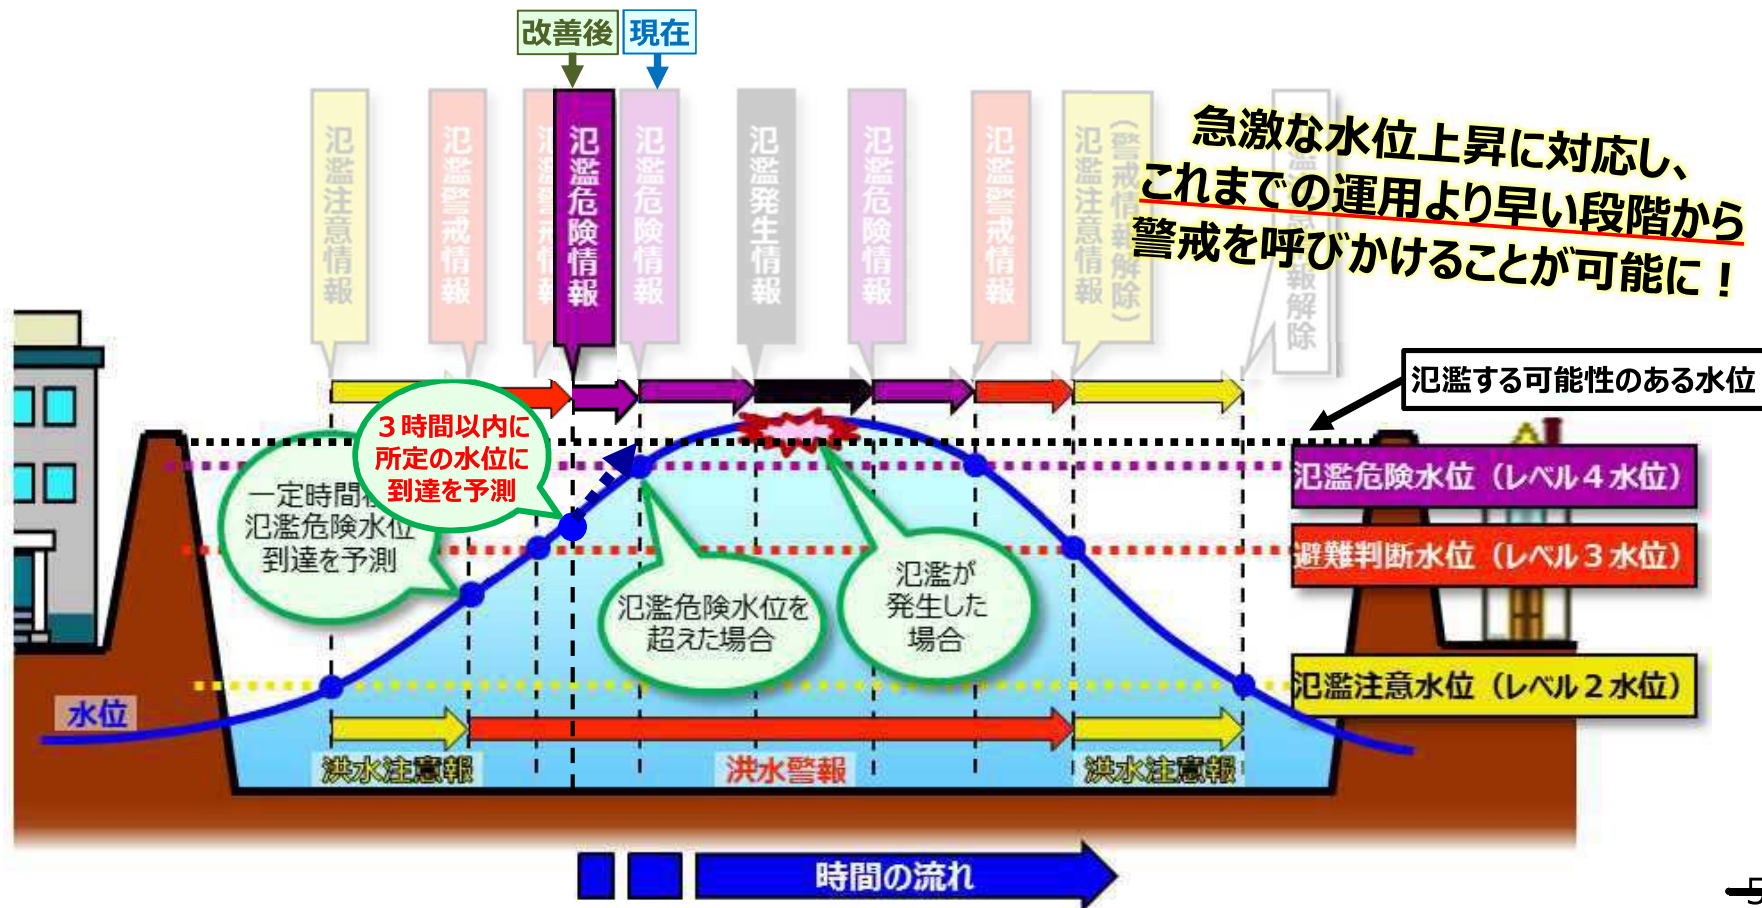 改善後
現在
氾濫注意情報
氾濫警戒情報
氾濫危険情報
氾濫危険情報
氾濫発生情報
氾濫危険情報
氾濫警戒情報
氾濫注意情報
(警戒情報解除)
急激な水位上昇に対応し、
これまでの運用より早い段階から
警戒を呼びかけることが可能に!
氾濫する可能性のある水位
3時間以内に
所定の水位に
到達を予測
一定時間
氾濫危険水位
到達を予測
氾濫危険水位を
超えた場合
氾濫が
発生した
場合
氾濫危険水位(レベル4水位)
避難判断水位(レベル3水位)
氾濫注意水位(レベル2水位)
水位
洪水注意報
洪水警報
洪水注意報
時間の流れ
5